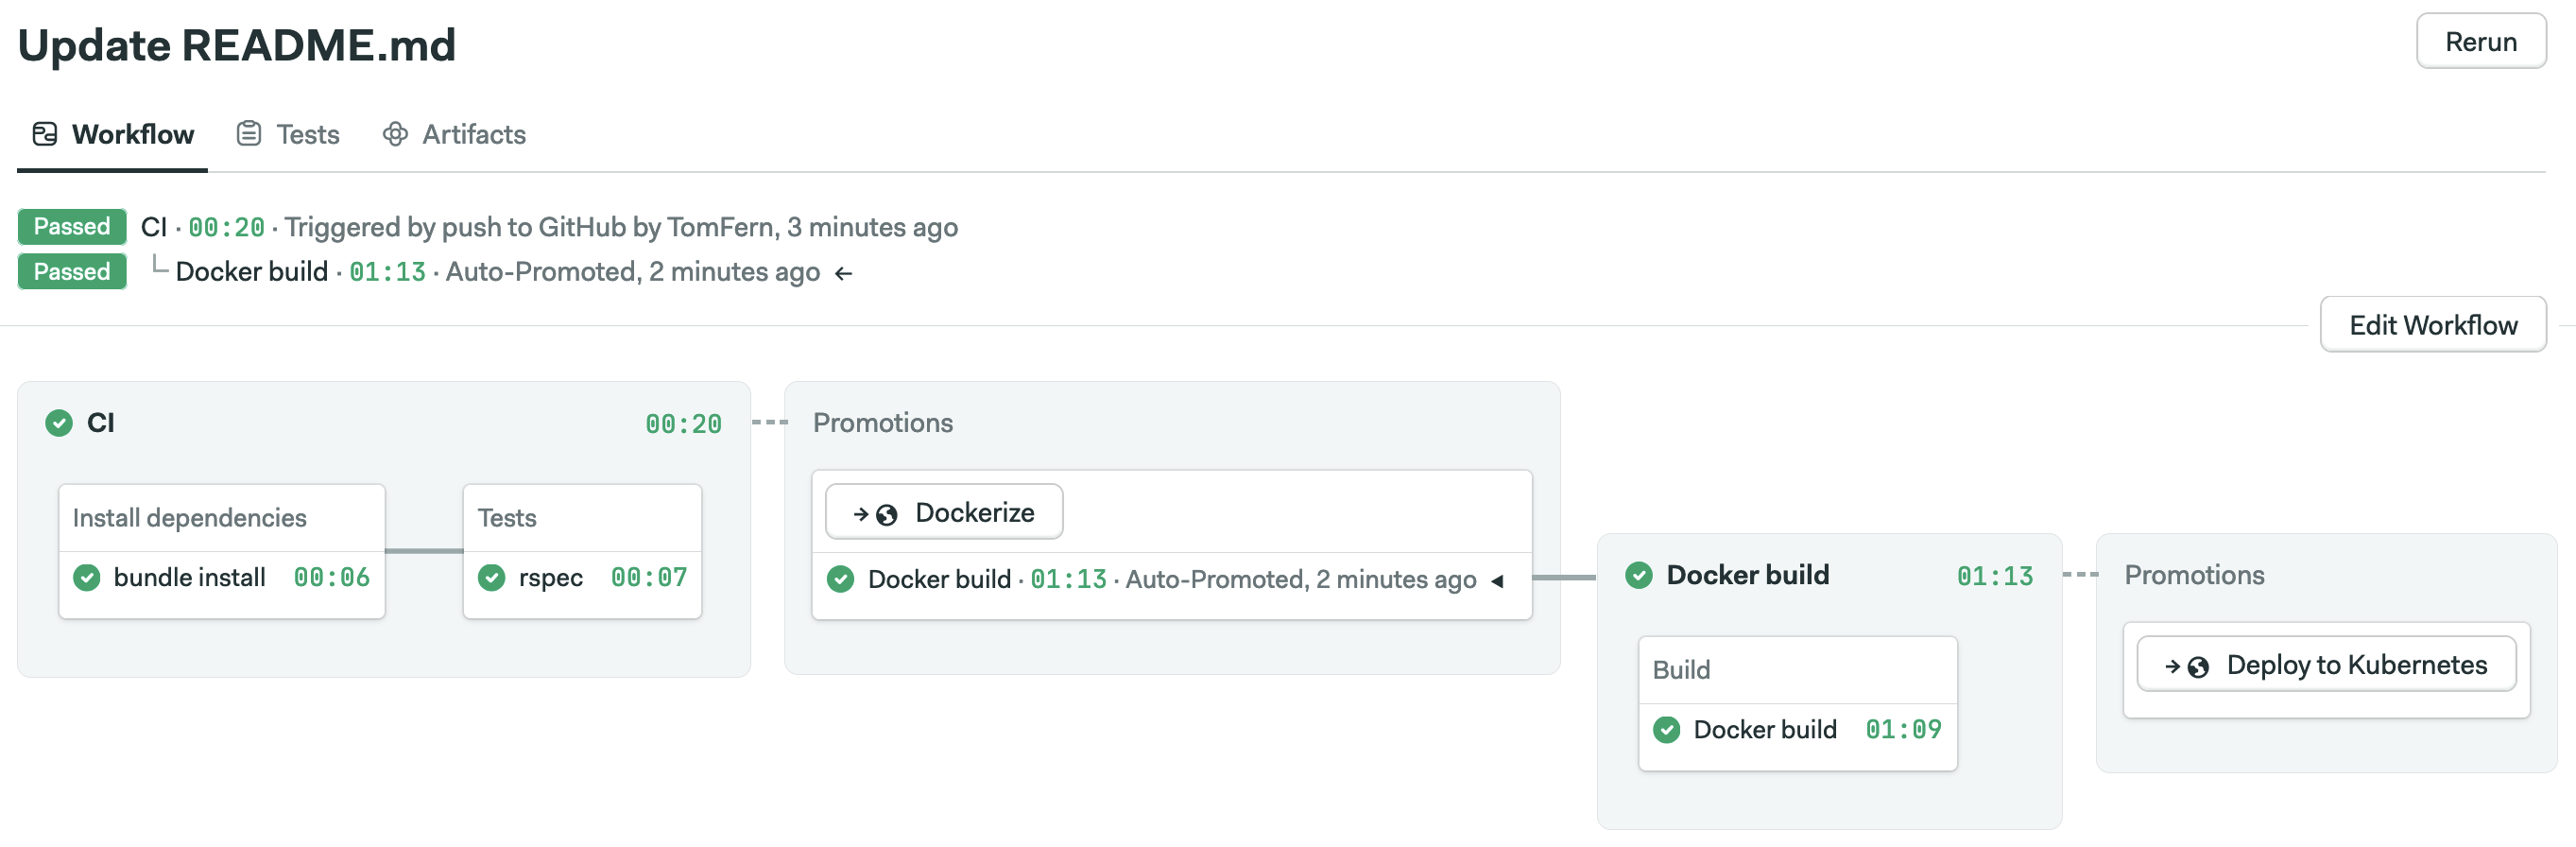 Update README.md
Rerun
Workflow Tests Artifacts
Passed CI · 00:20 · Triggered by push to GitHub by TomFern, 3 minutes ago
Passed Docker build · 01:13 · Auto-Promoted, 2 minutes ago ←
Edit Workflow
CI 00:20
Install dependencies
bundle install 00:06
Tests
rspec 00:07
Promotions
→ Dockerize
Docker build · 01:13 · Auto-Promoted, 2 minutes ago ◀
Docker build 01:13
Build
Docker build 01:09
Promotions
→ Deploy to Kubernetes